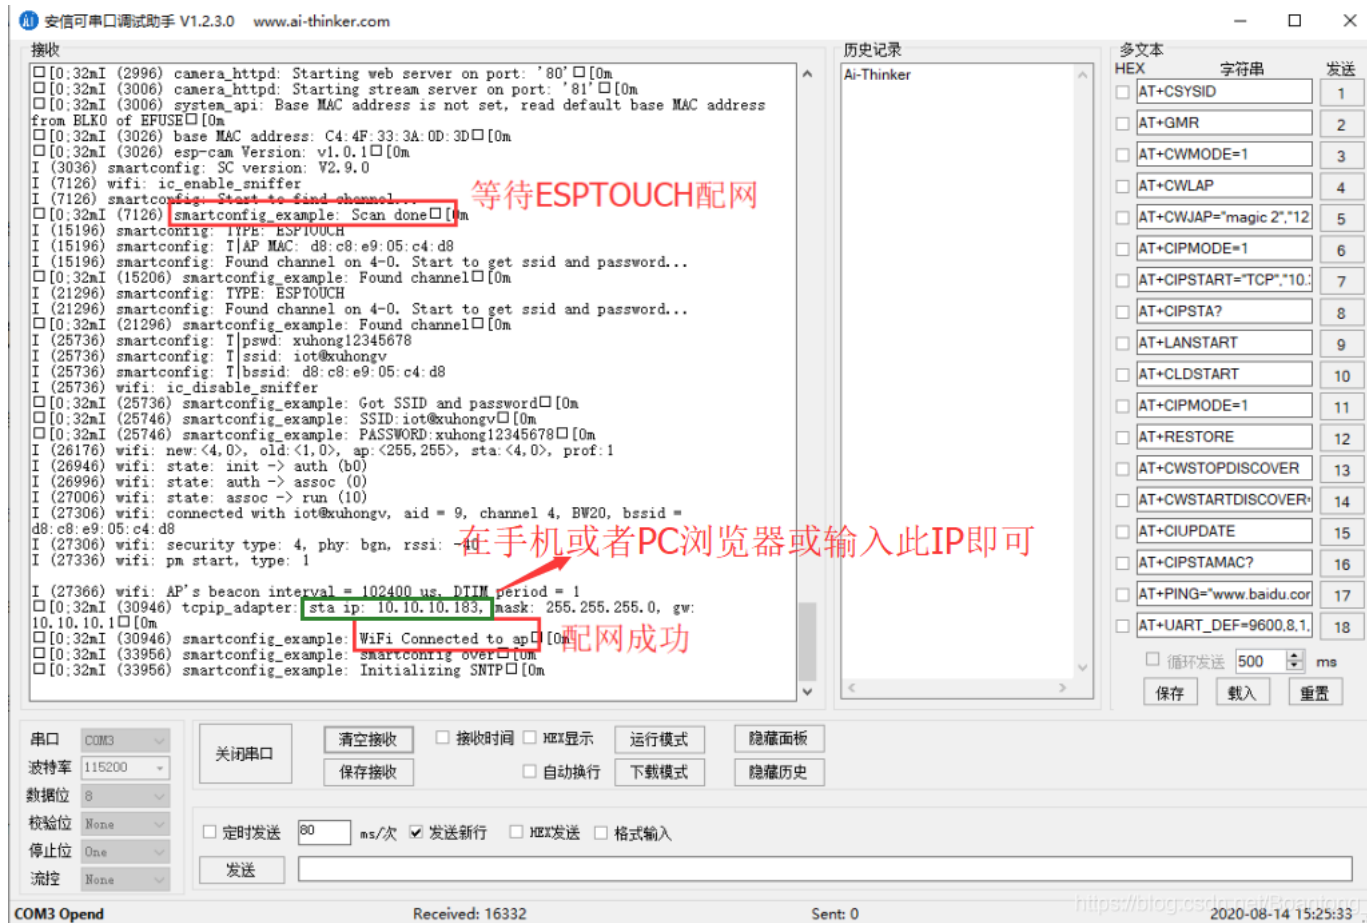 安信可串口调试助手 V1.2.3.0 www.ai-thinker.com
接收
□[0;32mI (2996) camera_httpd: Starting web server on port: '80'□[0m
□[0;32mI (3006) camera_httpd: Starting stream server on port: '81'□[0m
□[0;32mI (3006) system_api: Base MAC address is not set, read default base MAC address
from BLK0 of EFUSE□[0m
□[0;32mI (3026) base MAC address: C4:4F:33:3A:0D:3D□[0m
□[0;32mI (3026) esp-cam Version: v1.0.1□[0m
I (3036) smartconfig: SC version: V2.9.0
I (7126) wifi: ic_enable_sniffer
I (7126) smartconfig: Start to find channel...
等待ESPTOUCH配网
□[0;32mI (7126) smartconfig_example: Scan done□[0m
I (15196) smartconfig: TYPE: ESPTOUCH
I (15196) smartconfig: T|AP MAC: d8:c8:e9:05:c4:d8
I (15196) smartconfig: Found channel on 4-0. Start to get ssid and password...
□[0;32mI (15206) smartconfig_example: Found channel□[0m
I (21296) smartconfig: TYPE: ESPTOUCH
I (21296) smartconfig: Found channel on 4-0. Start to get ssid and password...
□[0;32mI (21296) smartconfig_example: Found channel□[0m
I (25736) smartconfig: T|pswd: xuhong12345678
I (25736) smartconfig: T|ssid: iot@xuhongv
I (25736) smartconfig: T|bssid: d8:c8:e9:05:c4:d8
I (25736) wifi: ic_disable_sniffer
□[0;32mI (25736) smartconfig_example: Got SSID and password□[0m
□[0;32mI (25746) smartconfig_example: SSID:iot@xuhongv□[0m
□[0;32mI (25746) smartconfig_example: PASSWORD:xuhong12345678□[0m
I (26176) wifi: new:<4,0>, old:<1,0>, ap:<255,255>, sta:<4,0>, prof:1
I (26946) wifi: state: init -> auth (b0)
I (26996) wifi: state: auth -> assoc (0)
I (27006) wifi: state: assoc -> run (10)
I (27306) wifi: connected with iot@xuhongv, aid = 9, channel 4, BW20, bssid =
d8:c8:e9:05:c4:d8
I (27306) wifi: security type: 4, phy: bgn, rssi: -40
在手机或者PC浏览器或输入此IP即可
I (27336) wifi: pm start, type: 1
I (27366) wifi: AP's beacon interval = 102400 us, DTIM period = 1
□[0;32mI (30946) tcpip_adapter: sta ip: 10.10.10.183, mask: 255.255.255.0, gw:
10.10.10.1□[0m
□[0;32mI (30946) smartconfig_example: WiFi Connected to ap□[0m
配网成功
□[0;32mI (33956) smartconfig_example: smartconfig over□[0m
□[0;32mI (33956) smartconfig_example: Initializing SNTP□[0m
历史记录
Ai-Thinker
多文本
HEX 字符串 发送
AT+CSYSID 1
AT+GMR 2
AT+CWMODE=1 3
AT+CWLAP 4
AT+CWJAP="magic 2","12 5
AT+CIPMODE=1 6
AT+CIPSTART="TCP","10. 7
AT+CIPSTA? 8
AT+LANSTART 9
AT+CLDSTART 10
AT+CIPMODE=1 11
AT+RESTORE 12
AT+CWSTOPDISCOVER 13
AT+CWSTARTDISCOVER 14
AT+CIUPDATE 15
AT+CIPSTAMAC? 16
AT+PING="www.baidu.cor 17
AT+UART_DEF=9600,8,1, 18
循环发送 500 ms
保存 载入 重置
串口 COM3
波特率 115200
数据位 8
校验位 None
停止位 One
流控 None
关闭串口
清空接收 接收时间 HEX显示 运行模式 隐藏面板
保存接收 自动换行 下载模式 隐藏历史
定时发送 80 ms/次 发送新行 HEX发送 格式输入
发送
COM3 Opend Received: 16332 Sent: 0 2020-08-14 15:25:33